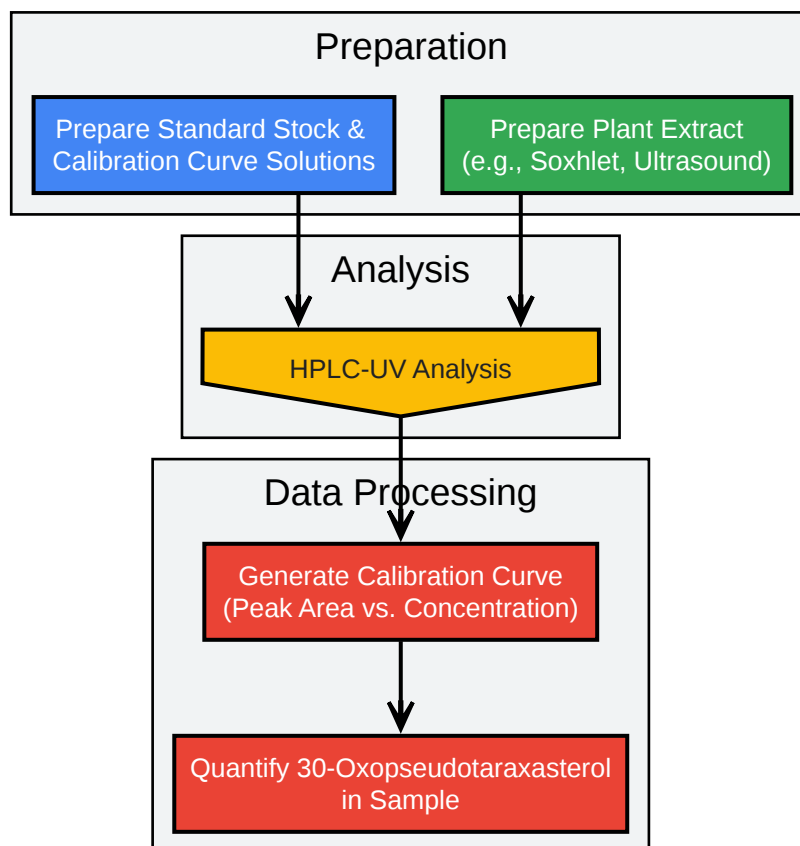 Preparation
Prepare Standard Stock &
Calibration Curve Solutions
Prepare Plant Extract
(e.g., Soxhlet, Ultrasound)
Analysis
HPLC-UV Analysis
Data Processing
Generate Calibration Curve
(Peak Area vs. Concentration)
Quantify 30-Oxopseudotaraxasterol
in Sample